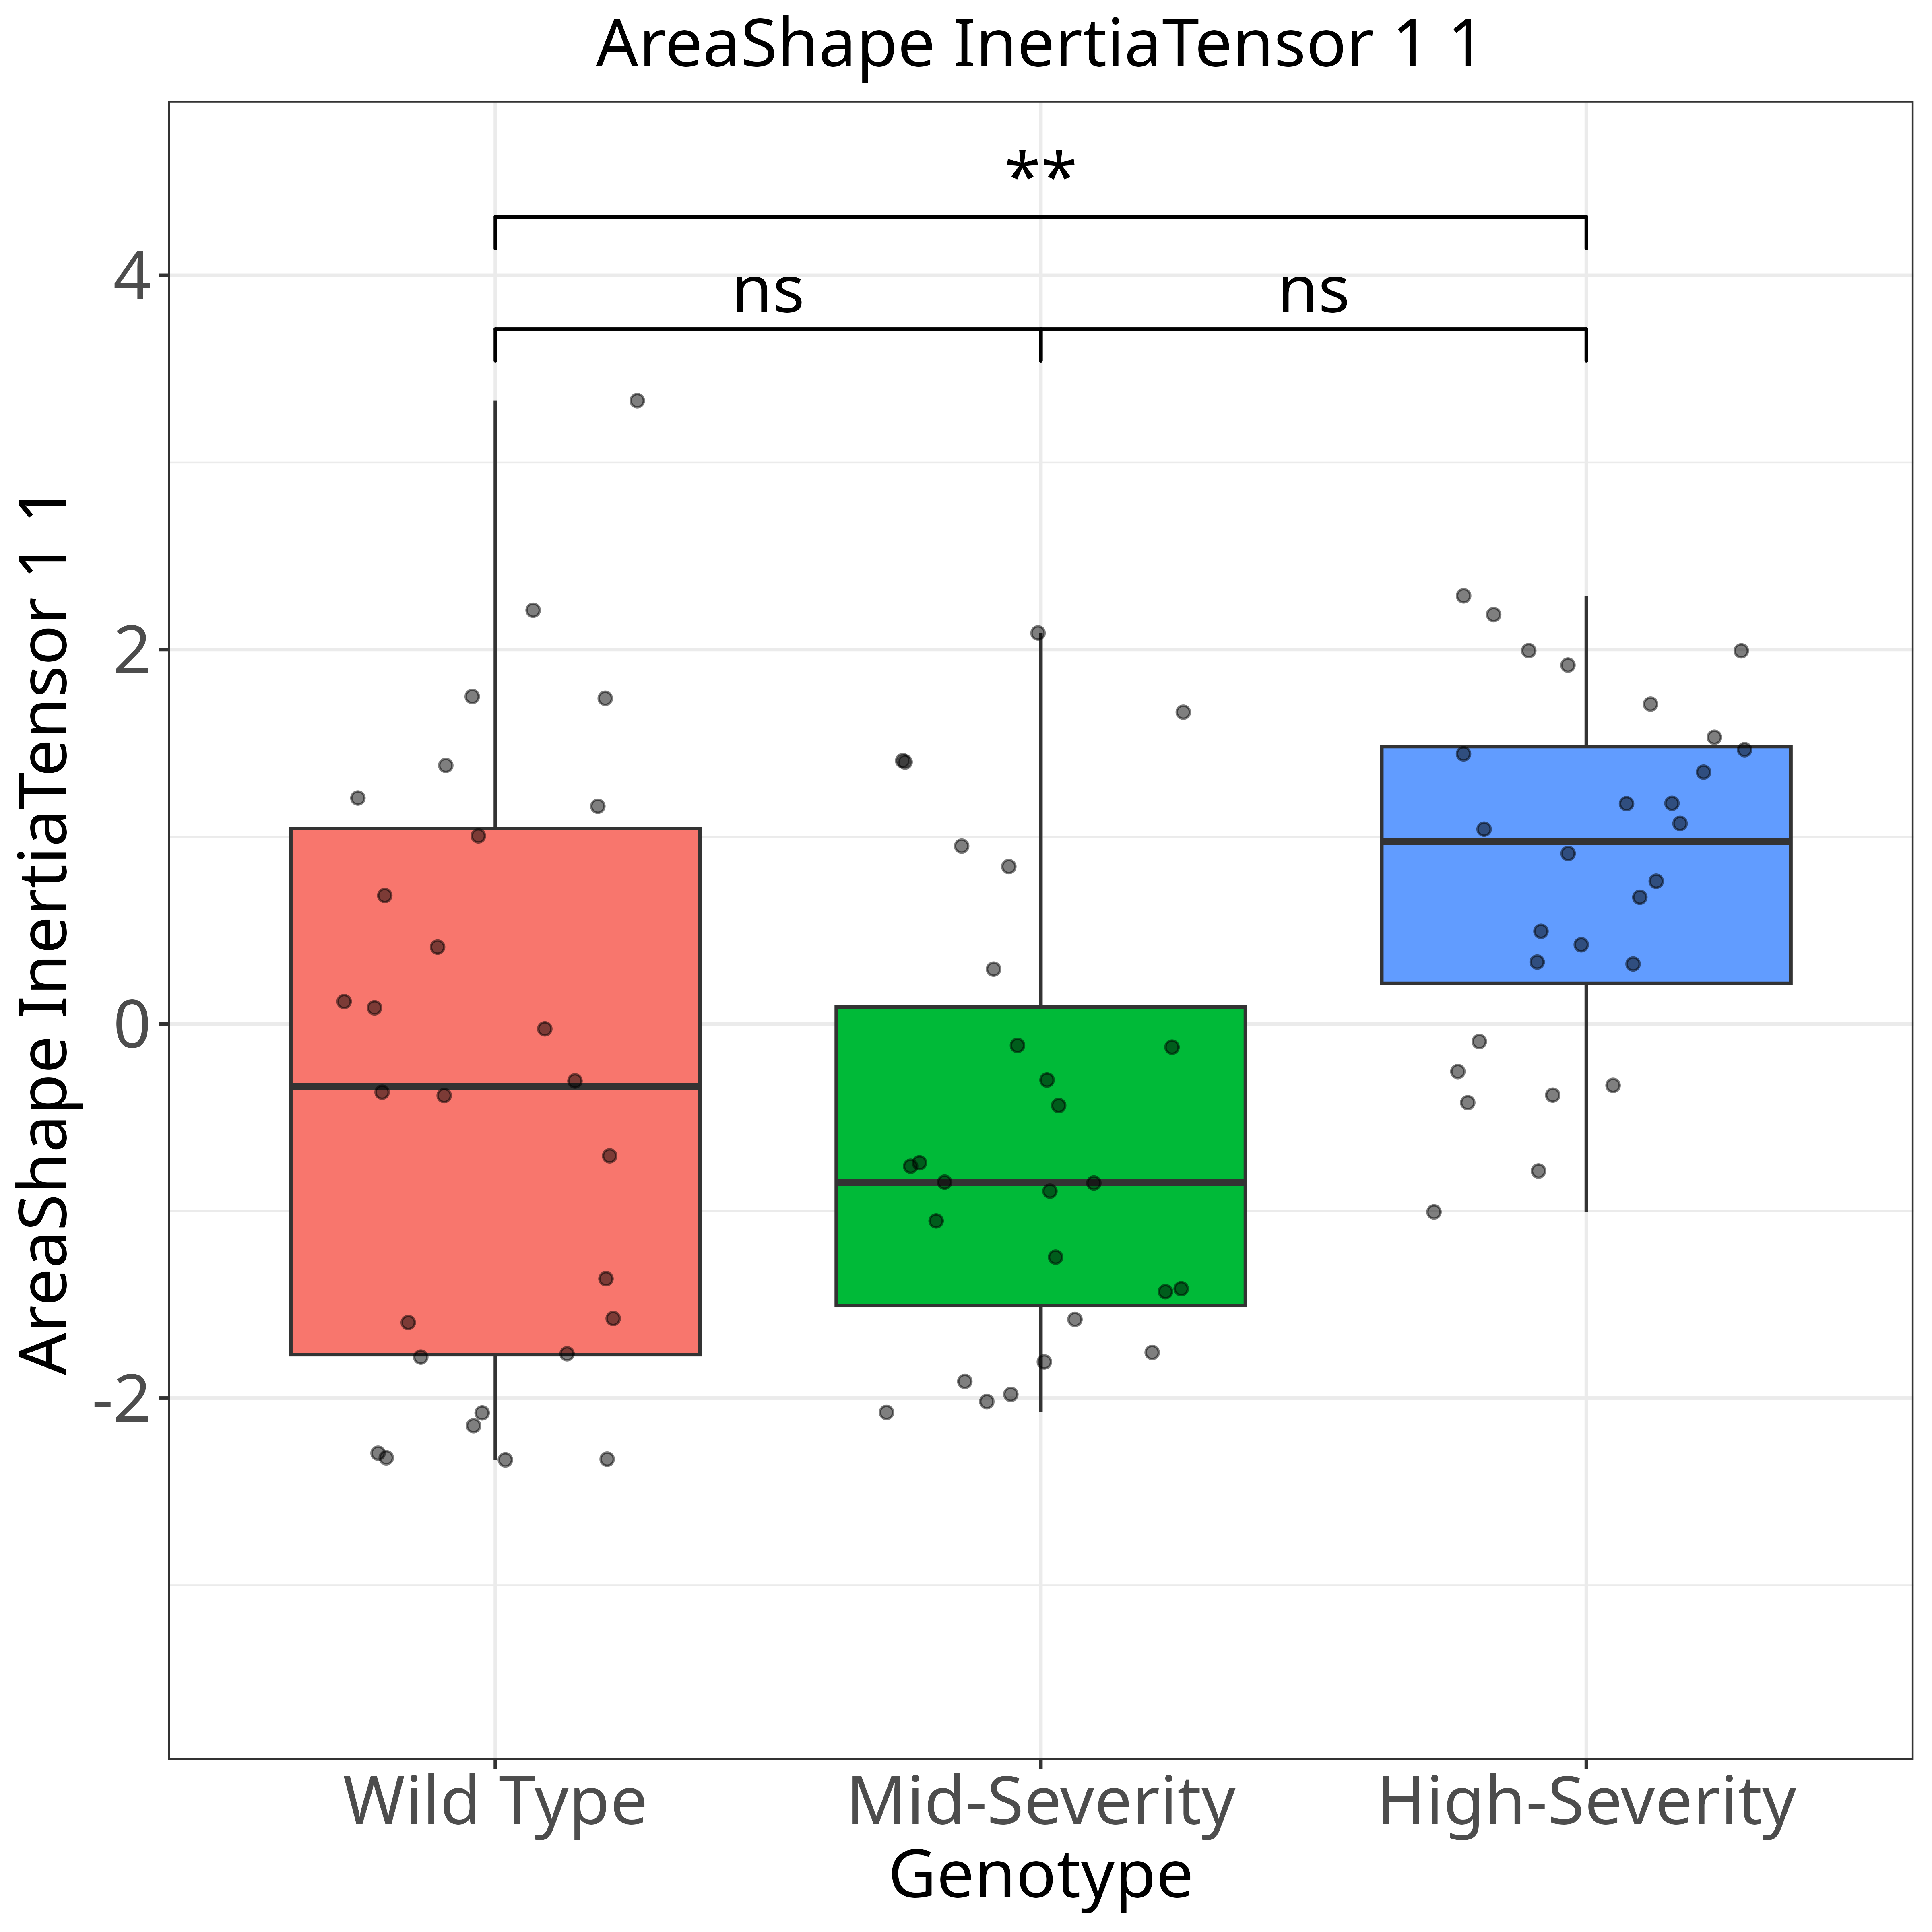 AreaShape InertiaTensor 1 1
**
4
ns ns
2
AreaShape InertiaTensor 1 1
0
-2
Wild Type Mid-Severity High-Severity
Genotype